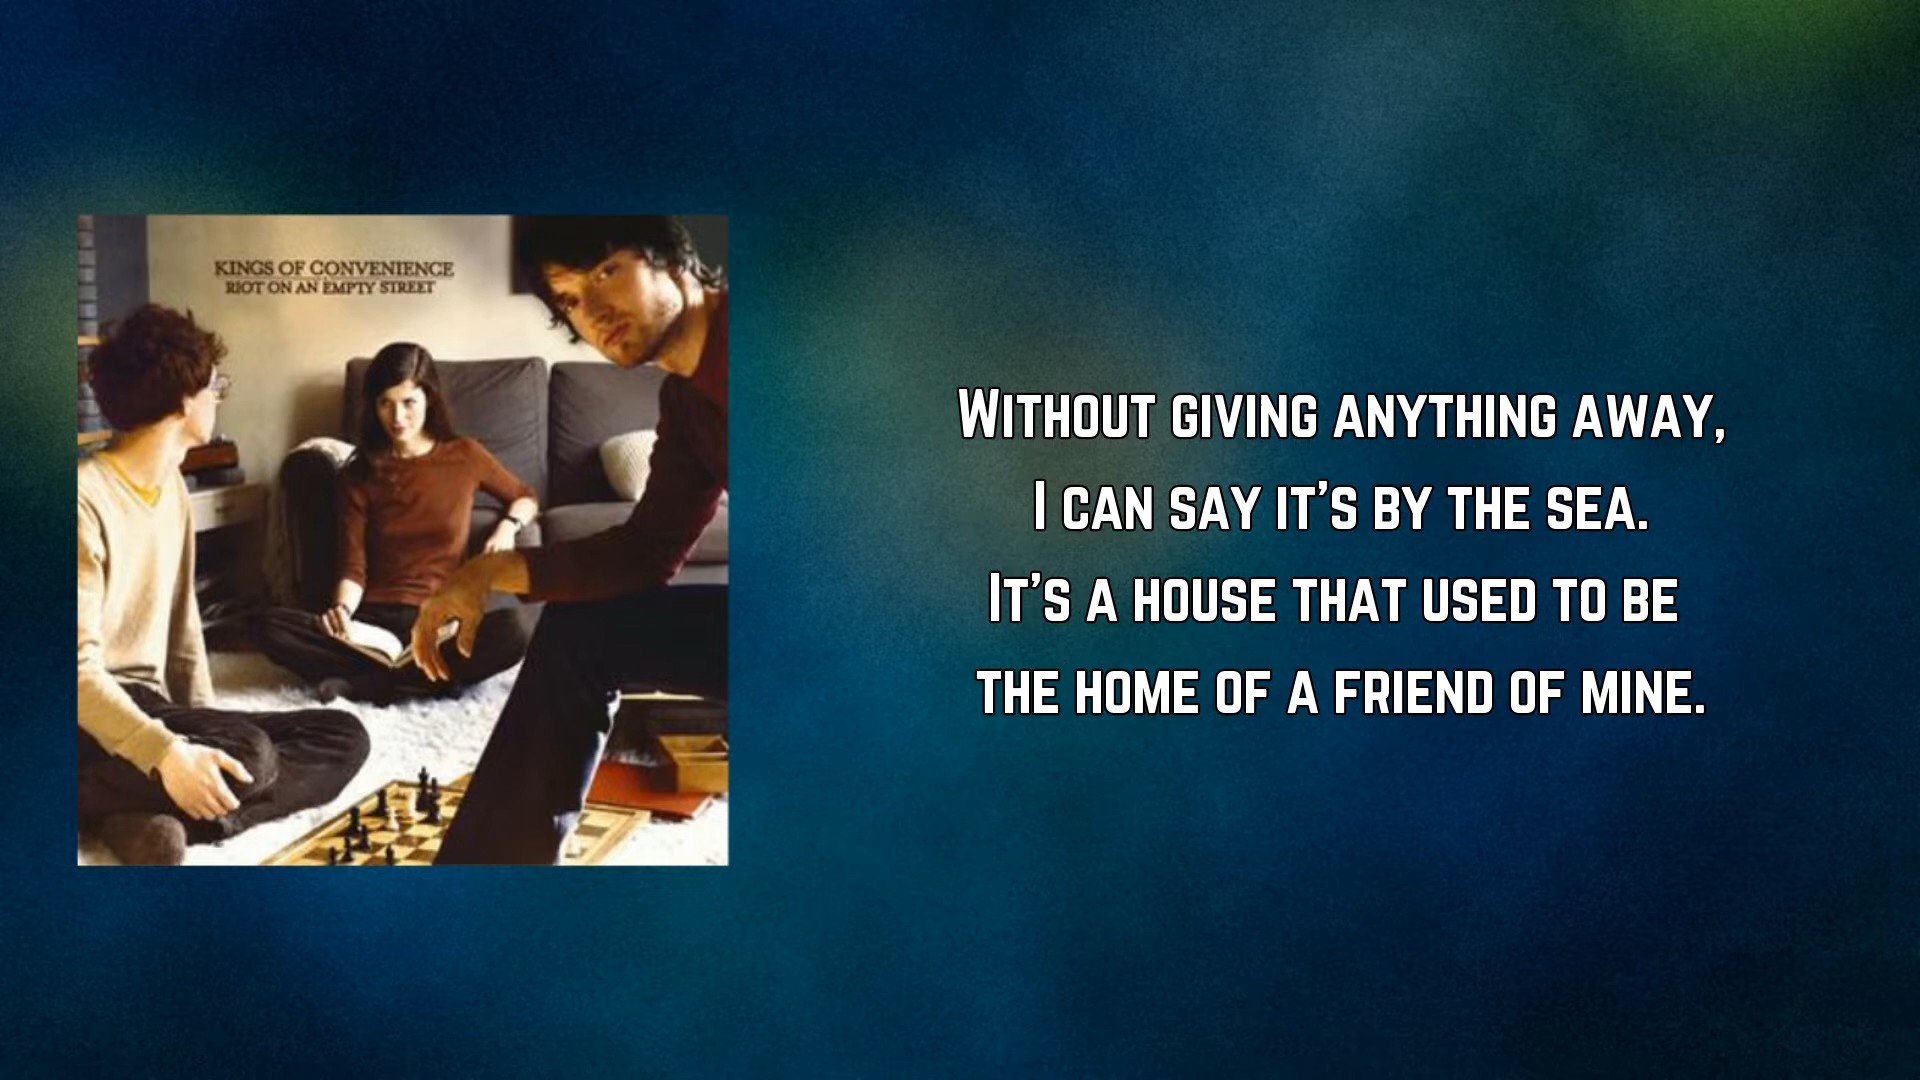 KINGS OF CONVENIENCE
RIOT ON AN EMPTY STREET
Without giving anything away,
I can say it's by the sea.
It's a house that used to be
the home of a friend of mine.